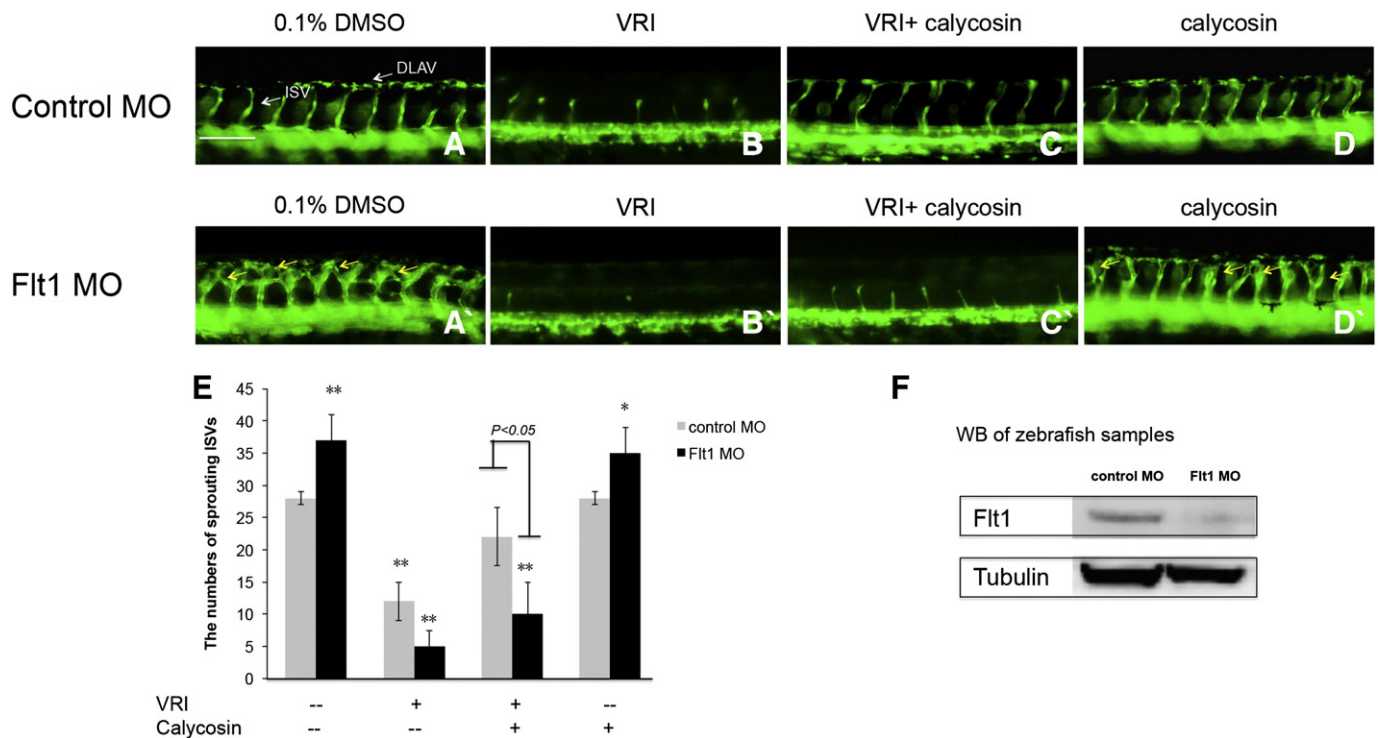 0.1% DMSO VRI VRI+ calycosin calycosin
Control MO
DLAV
ISV
A B C D
0.1% DMSO VRI VRI+ calycosin calycosin
Flt1 MO
A` B` C` D`
E
The numbers of sprouting ISVs
45
40
35
30
25
20
15
10
5
0
**
**
**
P<0.05
**
*
control MO
Flt1 MO
VRI -- + + --
Calycosin -- -- + +
F
WB of zebrafish samples
control MO Flt1 MO
Flt1
Tubulin